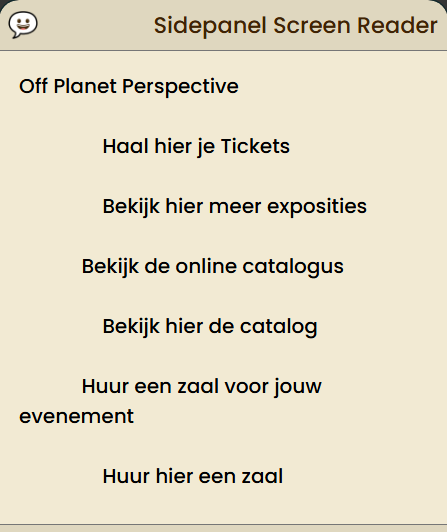 Sidepanel Screen Reader
Off Planet Perspective
Haal hier je Tickets
Bekijk hier meer exposities
Bekijk de online catalogus
Bekijk hier de catalog
Huur een zaal voor jouw
evenement
Huur hier een zaal